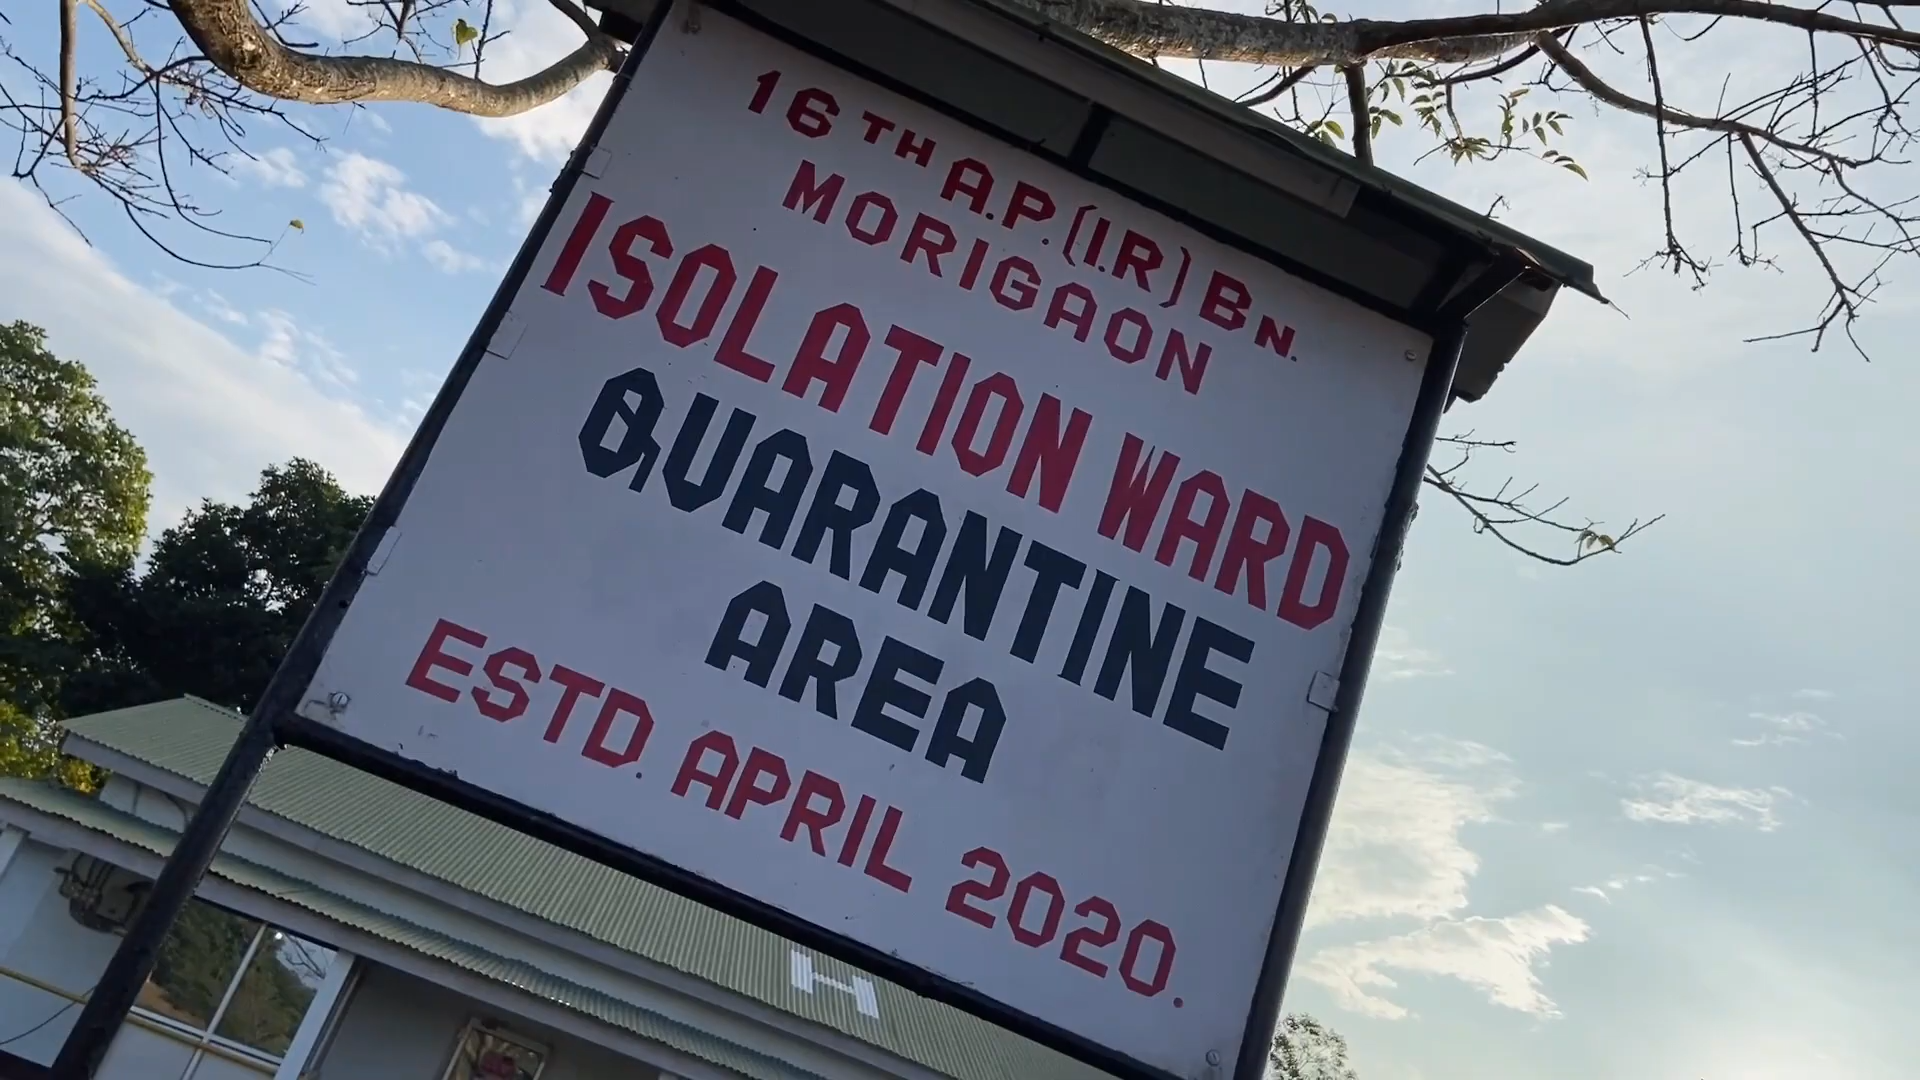 16TH A.P. (I.R) BN.
MORIGAON
ISOLATION WARD
QUARANTINE
AREA
ESTD. APRIL 2020.
H